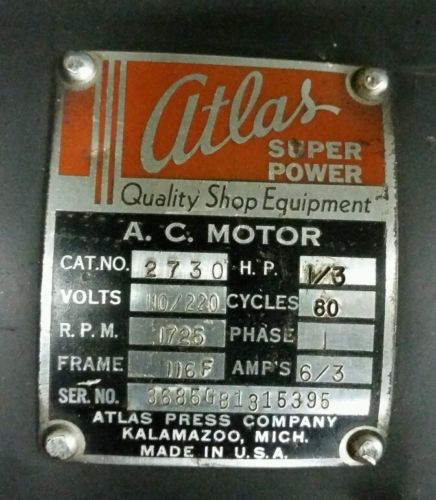 Atlas
SUPER
POWER
Quality Shop Equipment
A. C. MOTOR
CAT.NO. 2730 H.P. 1/3
VOLTS 110/220 CYCLES 60
R.P.M. 1725 PHASE 1
FRAME 116F AMP'S 6/3
SER. NO. 3685G81315395
ATLAS PRESS COMPANY
KALAMAZOO, MICH.
MADE IN U.S.A.